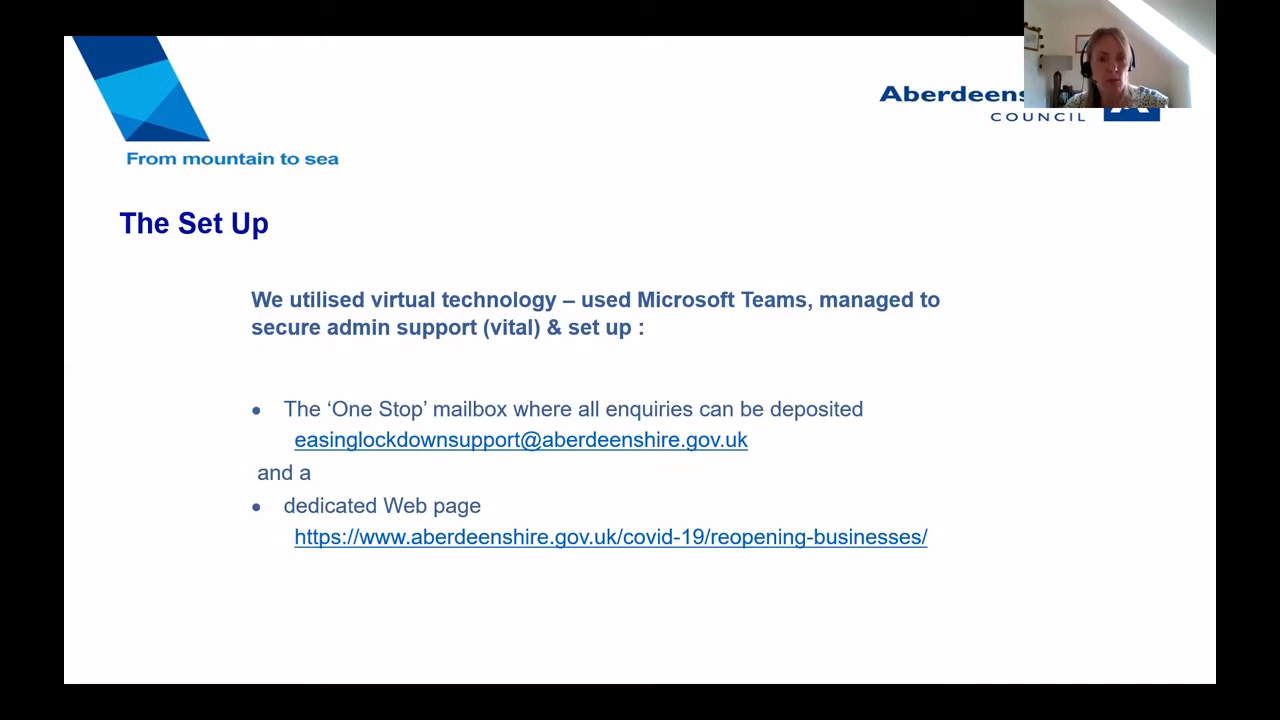 Aberdeens
COUNCIL
From mountain to sea
The Set Up
We utilised virtual technology – used Microsoft Teams, managed to
secure admin support (vital) & set up :
• The ‘One Stop’ mailbox where all enquiries can be deposited
easinglockdownsupport@aberdeenshire.gov.uk
and a
• dedicated Web page
https://www.aberdeenshire.gov.uk/covid-19/reopening-businesses/